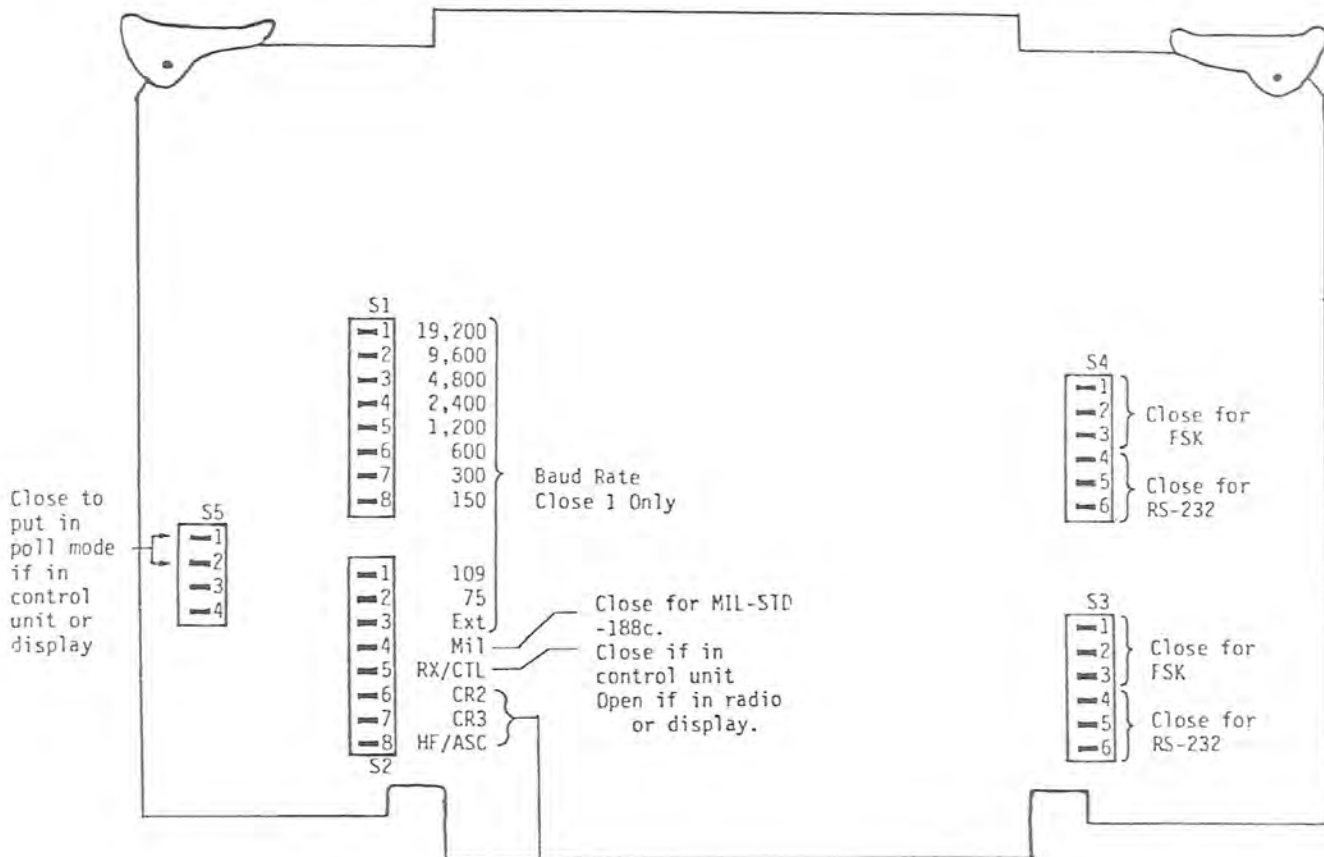 S1
1 19,200
2 9,600
3 4,800
4 2,400
5 1,200
6 600
7 300
8 150
Baud Rate
Close 1 Only
1 109
2 75
3 Ext
4 Mil
5 RX/CTL
6 CR2
7 CR3
8 HF/ASC
S2
Close for MIL-STD
-188c.
Close if in
control unit
Open if in radio
or display.
Close to
put in
poll mode
if in
control
unit or
display
S5
1
2
3
4
S4
1
2
3
4
5
6
Close for
FSK
Close for
RS-232
S3
1
2
3
4
5
6
Close for
FSK
Close for
RS-232